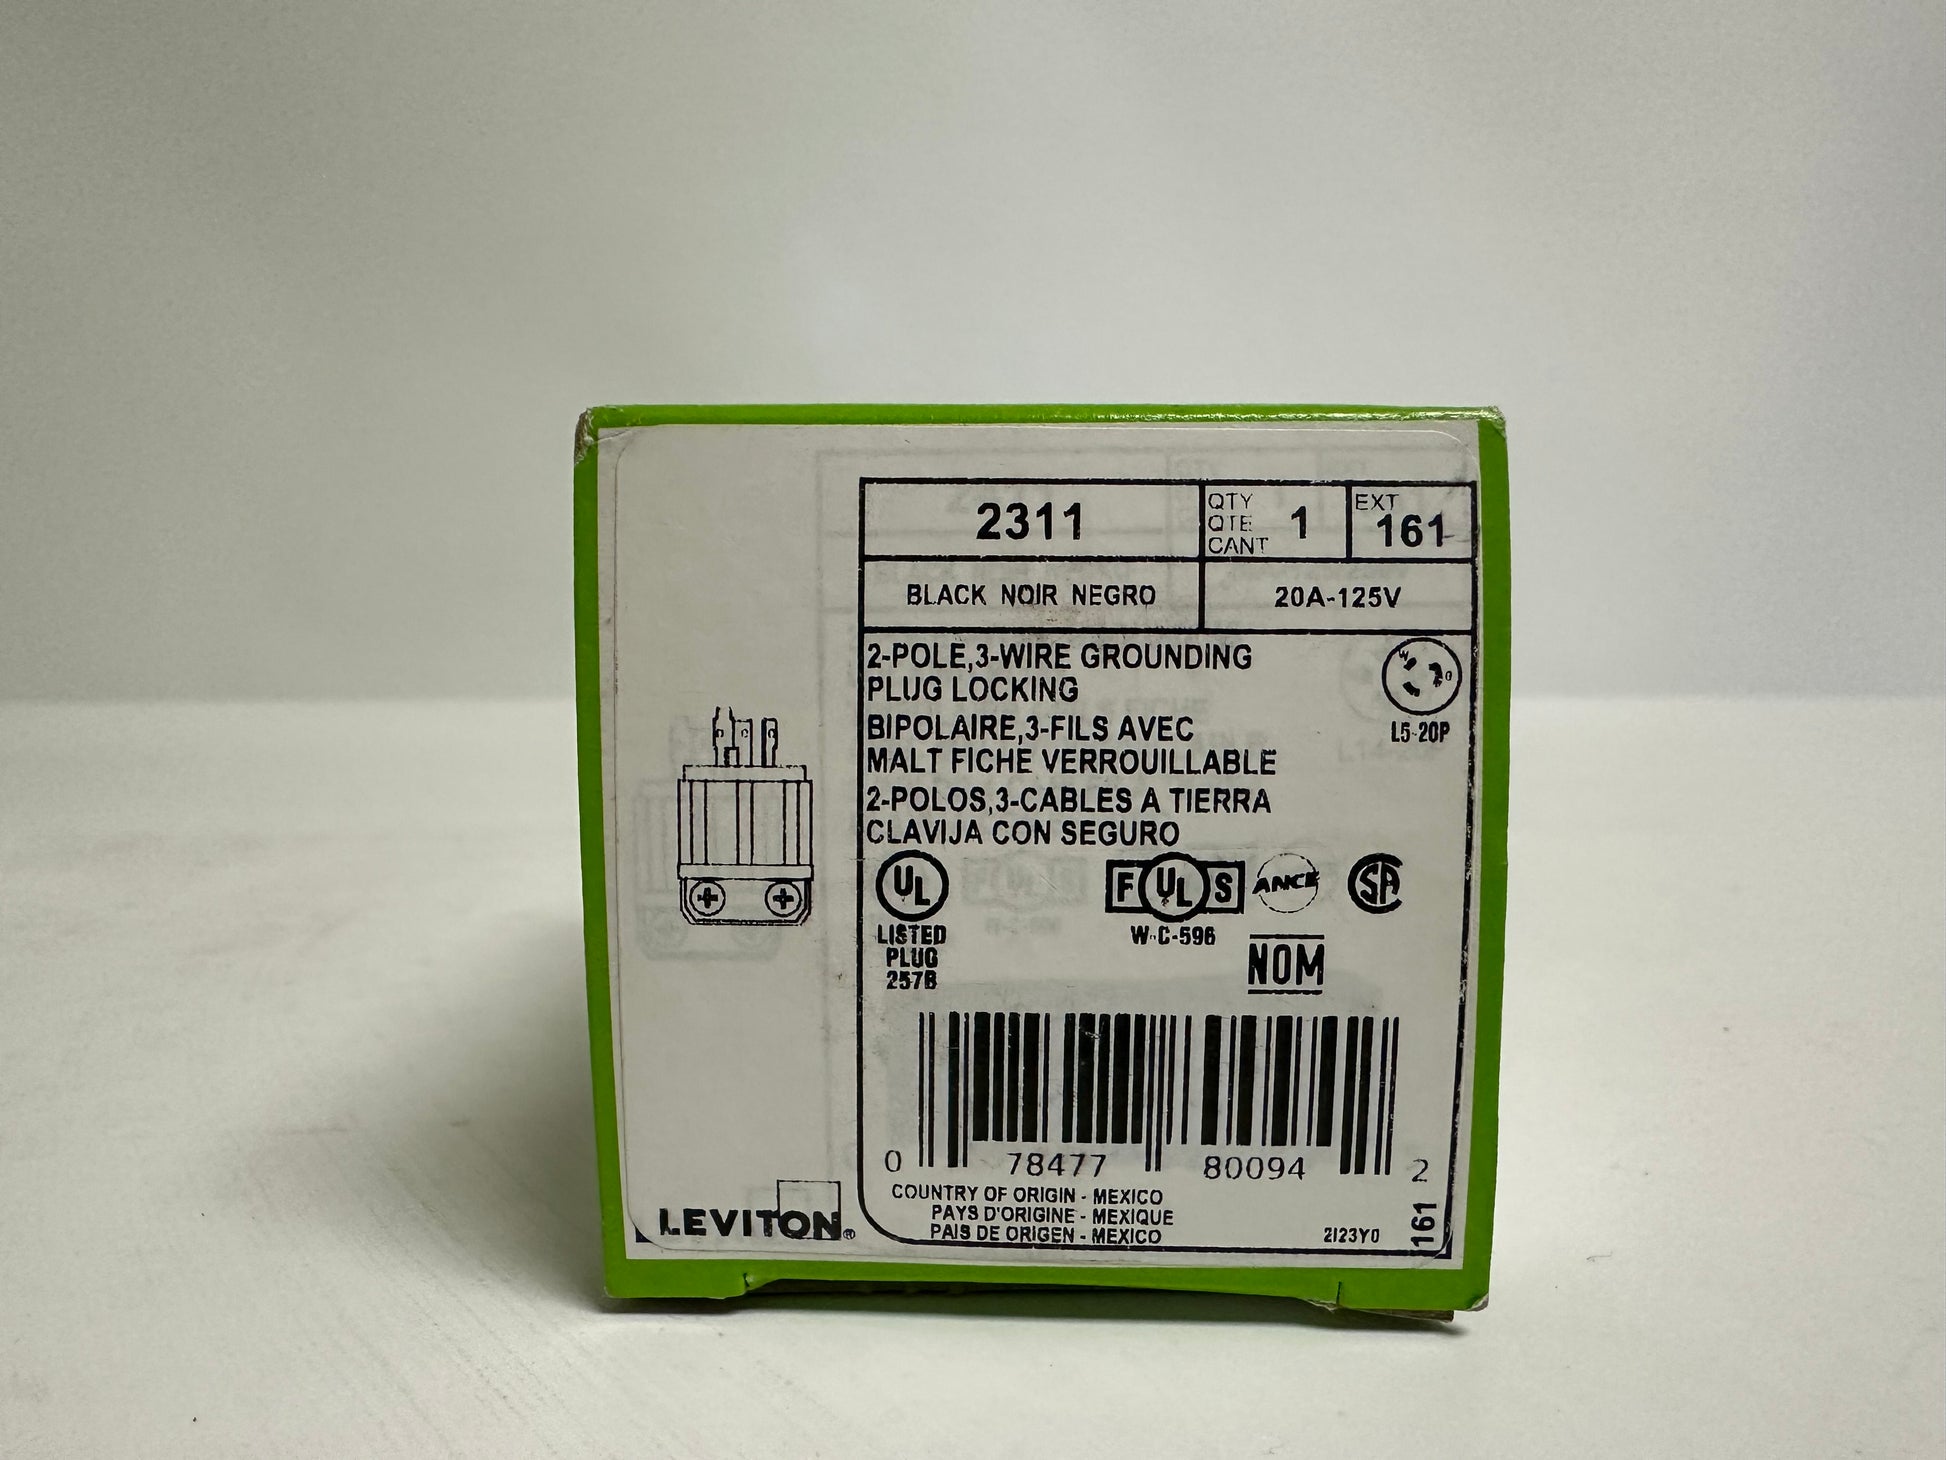 2311
QTY
QTE
CANT
1
EXT
161
BLACK NOIR NEGRO
20A-125V
2-POLE,3-WIRE GROUNDING
PLUG LOCKING
BIPOLAIRE,3-FILS AVEC
MALT FICHE VERROUILLABLE
2-POLOS,3-CABLES A TIERRA
CLAVIJA CON SEGURO
W
G
L5-20P
UL
LISTED
PLUG
257B
F UL S
W-C-596
ANCE
SA
NOM
0 78477 80094 2
COUNTRY OF ORIGIN - MEXICO
PAYS D'ORIGINE - MEXIQUE
PAIS DE ORIGEN - MEXICO
2I23Y0
161
LEVITON®